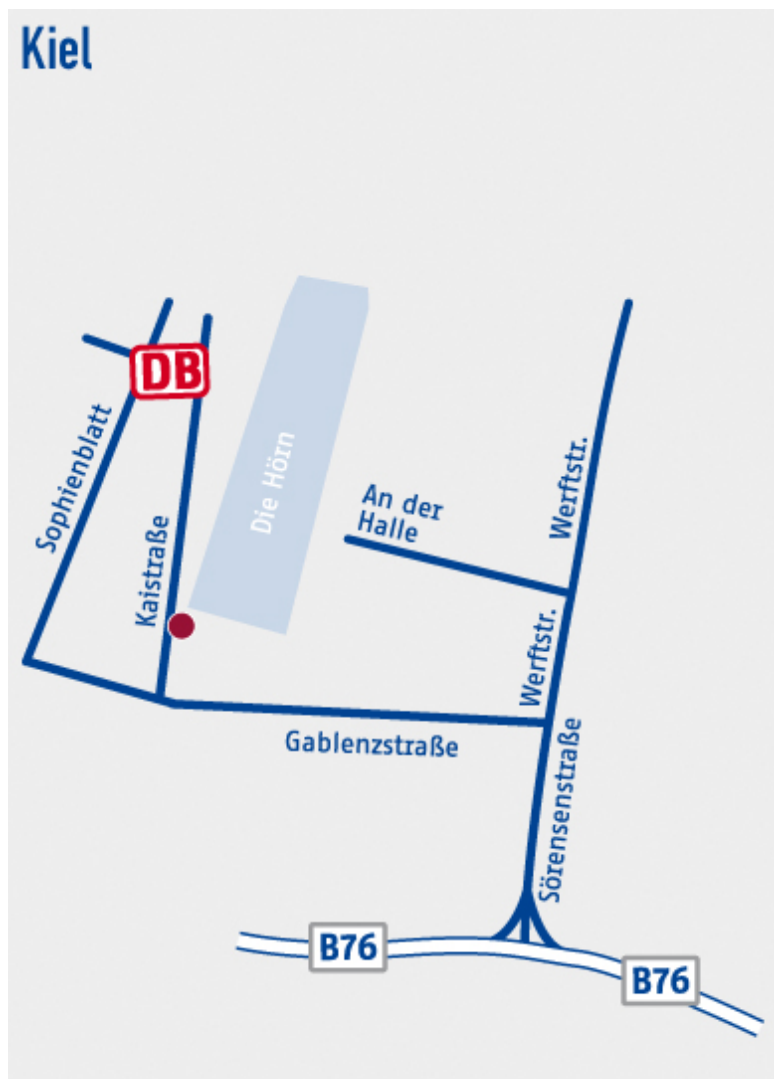 Kiel
DB
Sophienblatt
Kaistraße
Die Hörn
An der
Halle
Werftstr.
Werftstr.
Gablenzstraße
Sörensenstraße
B76
B76